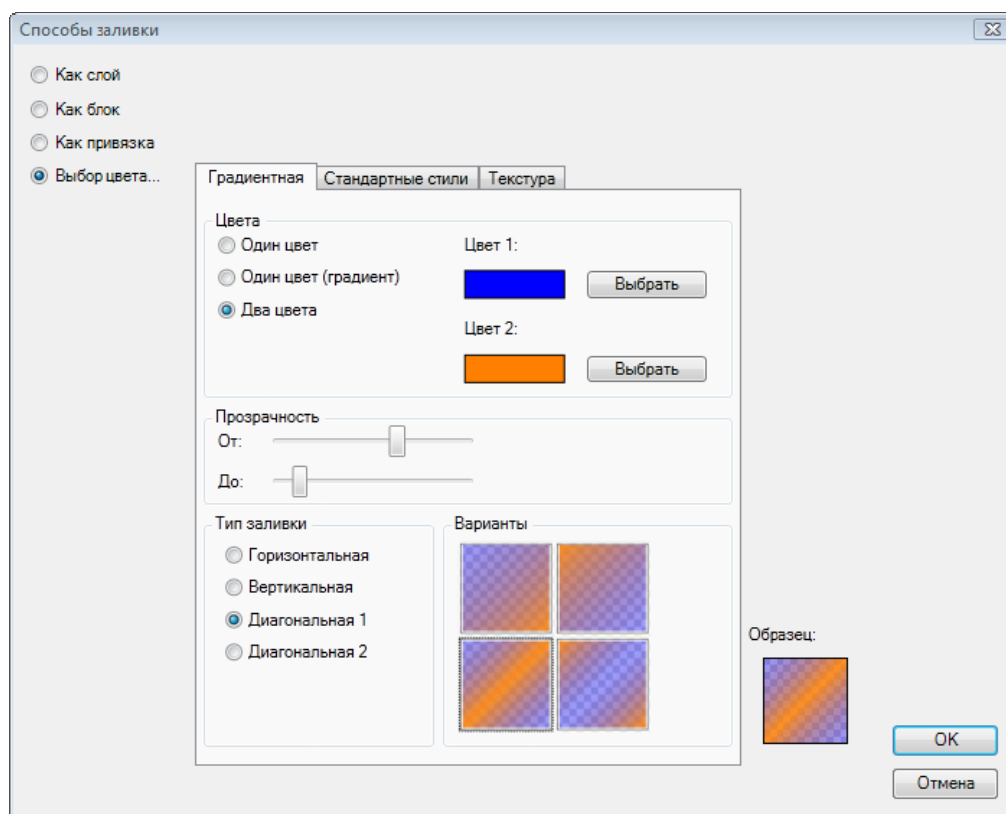 Способы заливки
Как слой
Как блок
Как привязка
Выбор цвета...
Градиентная Стандартные стили Текстура
Цвета
Один цвет Цвет 1:
Один цвет (градиент) Выбрать
Два цвета
Цвет 2:
Выбрать
Прозрачность
От:
До:
Тип заливки Варианты
Горизонтальная
Вертикальная
Диагональная 1
Диагональная 2
Образец:
OK
Отмена